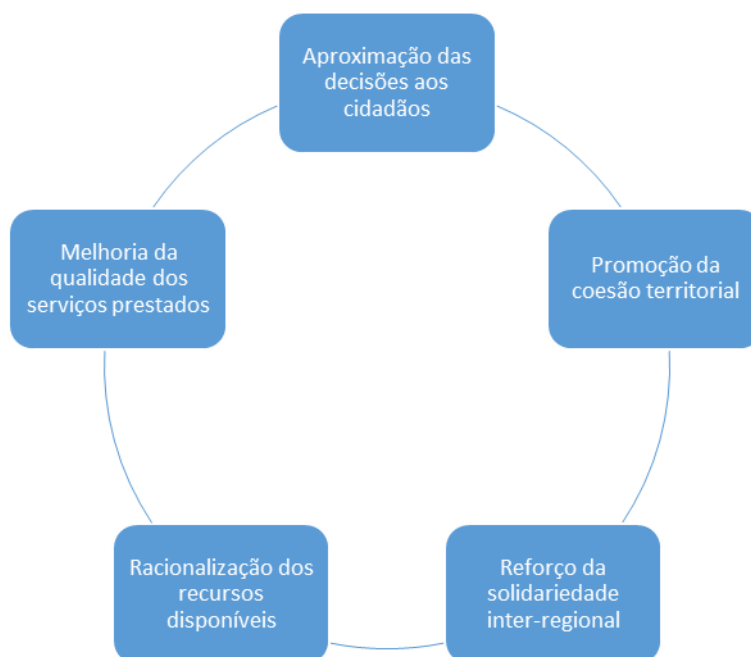 Aproximação das
decisões aos
cidadãos
Promoção da
coesão territorial
Reforço da
solidariedade
inter-regional
Racionalização dos
recursos
disponíveis
Melhoria da
qualidade dos
serviços prestados